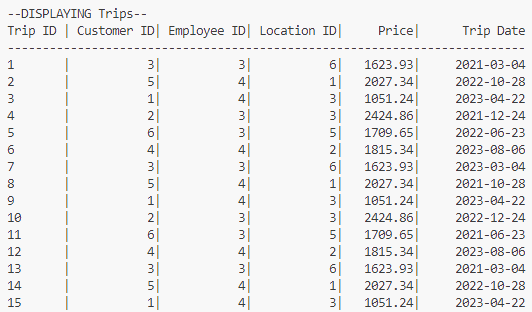 --DISPLAYING Trips--
Trip ID | Customer ID| Employee ID| Location ID|     Price|      Trip Date
--------------------------------------------------------------------------
1       |           3|           3|           6|   1623.93|     2021-03-04
2       |           5|           4|           1|   2027.34|     2022-10-28
3       |           1|           4|           3|   1051.24|     2023-04-22
4       |           2|           3|           3|   2424.86|     2021-12-24
5       |           6|           3|           5|   1709.65|     2022-06-23
6       |           4|           4|           2|   1815.34|     2023-08-06
7       |           3|           3|           6|   1623.93|     2022-03-04
8       |           5|           4|           1|   2027.34|     2021-10-28
9       |           1|           4|           3|   1051.24|     2023-04-22
10      |           2|           3|           3|   2424.86|     2022-12-24
11      |           6|           3|           5|   1709.65|     2021-06-23
12      |           4|           4|           2|   1815.34|     2023-08-06
13      |           3|           3|           6|   1623.93|     2021-03-04
14      |           5|           4|           1|   2027.34|     2022-10-28
15      |           1|           4|           3|   1051.24|     2023-04-22